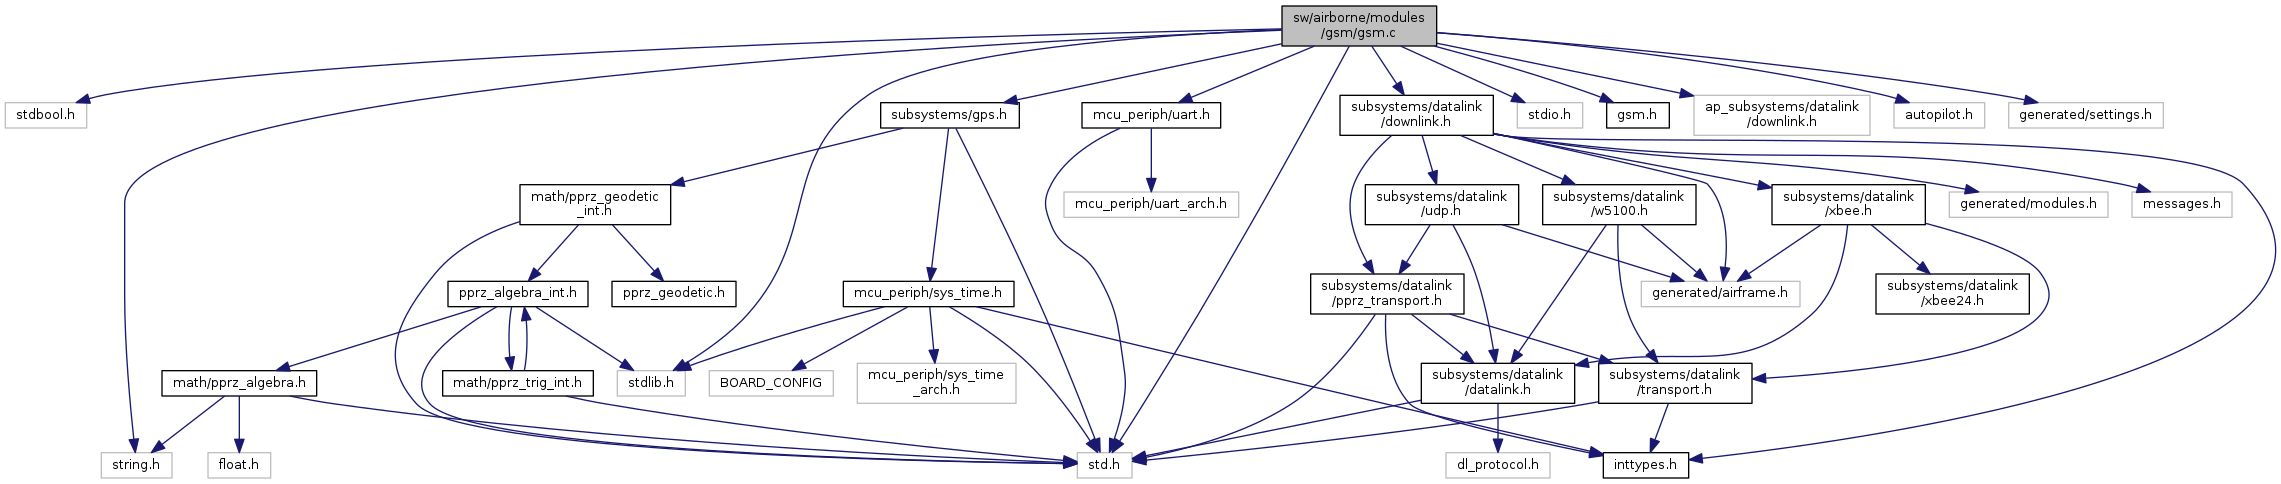 sw/airborne/modules
/gsm/gsm.c
stdbool.h
subsystems/gps.h
mcu_periph/uart.h
subsystems/datalink
/downlink.h
stdio.h
gsm.h
ap_subsystems/datalink
/downlink.h
autopilot.h
generated/settings.h
math/pprz_geodetic
_int.h
mcu_periph/uart_arch.h
subsystems/datalink
/udp.h
subsystems/datalink
/w5100.h
subsystems/datalink
/xbee.h
generated/modules.h
messages.h
pprz_algebra_int.h
pprz_geodetic.h
mcu_periph/sys_time.h
subsystems/datalink
/pprz_transport.h
generated/airframe.h
subsystems/datalink
/xbee24.h
math/pprz_algebra.h
math/pprz_trig_int.h
stdlib.h
BOARD_CONFIG
mcu_periph/sys_time
_arch.h
subsystems/datalink
/datalink.h
subsystems/datalink
/transport.h
string.h
float.h
std.h
dl_protocol.h
inttypes.h